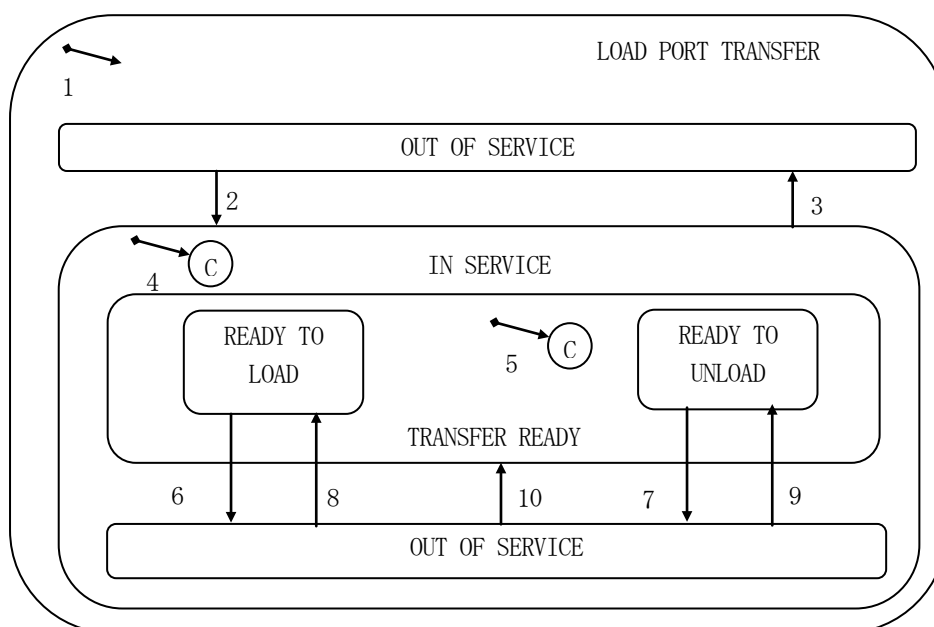 LOAD PORT TRANSFER
1
OUT OF SERVICE
2
3
C
IN SERVICE
4
READY TO
LOAD
5
C
READY TO
UNLOAD
TRANSFER READY
6
8
10
7
9
OUT OF SERVICE